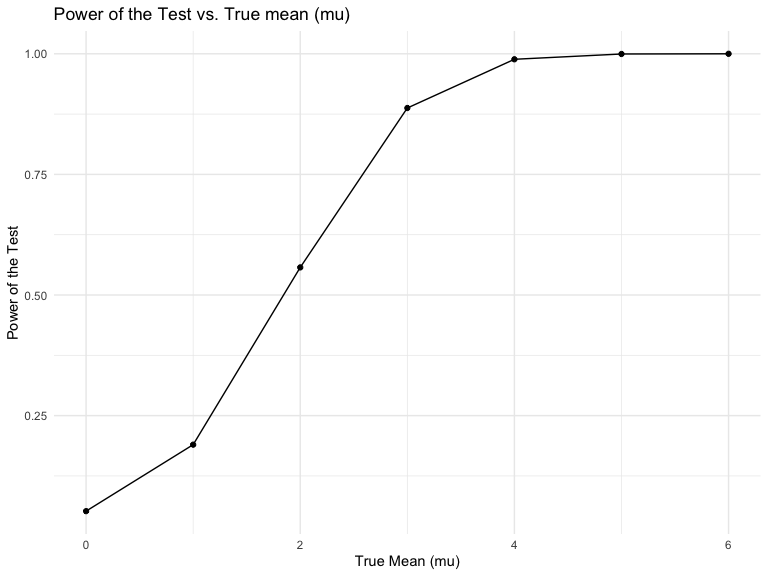 Power of the Test vs. True mean (mu)
1.00
0.75
0.50
0.25
Power of the Test
0 2 4 6
True Mean (mu)